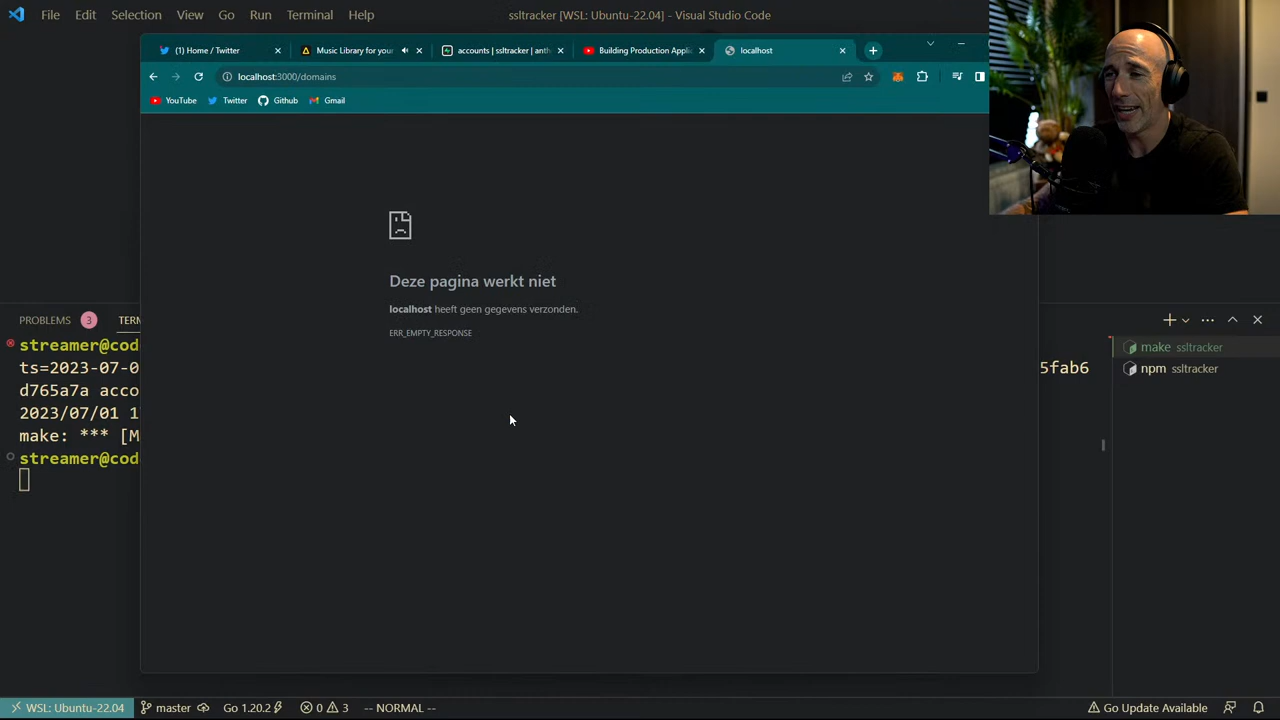 File Edit Selection View Go Run Terminal Help
ssltracker [WSL: Ubuntu-22.04] - Visual Studio Code
(1) Home / Twitter
Music Library for your
accounts | ssltracker | anth
Building Production Appli
localhost
localhost:3000/domains
YouTube Twitter Github Gmail
Deze pagina werkt niet
localhost heeft geen gegevens verzonden.
ERR_EMPTY_RESPONSE
PROBLEMS 3 TERM
streamer@cod
ts=2023-07-0 5fab6
d765a7a acco
2023/07/01 1
make: *** [M
streamer@cod
make ssltracker
npm ssltracker
WSL: Ubuntu-22.04 master Go 1.20.2 0 3 -- NORMAL -- Go Update Available